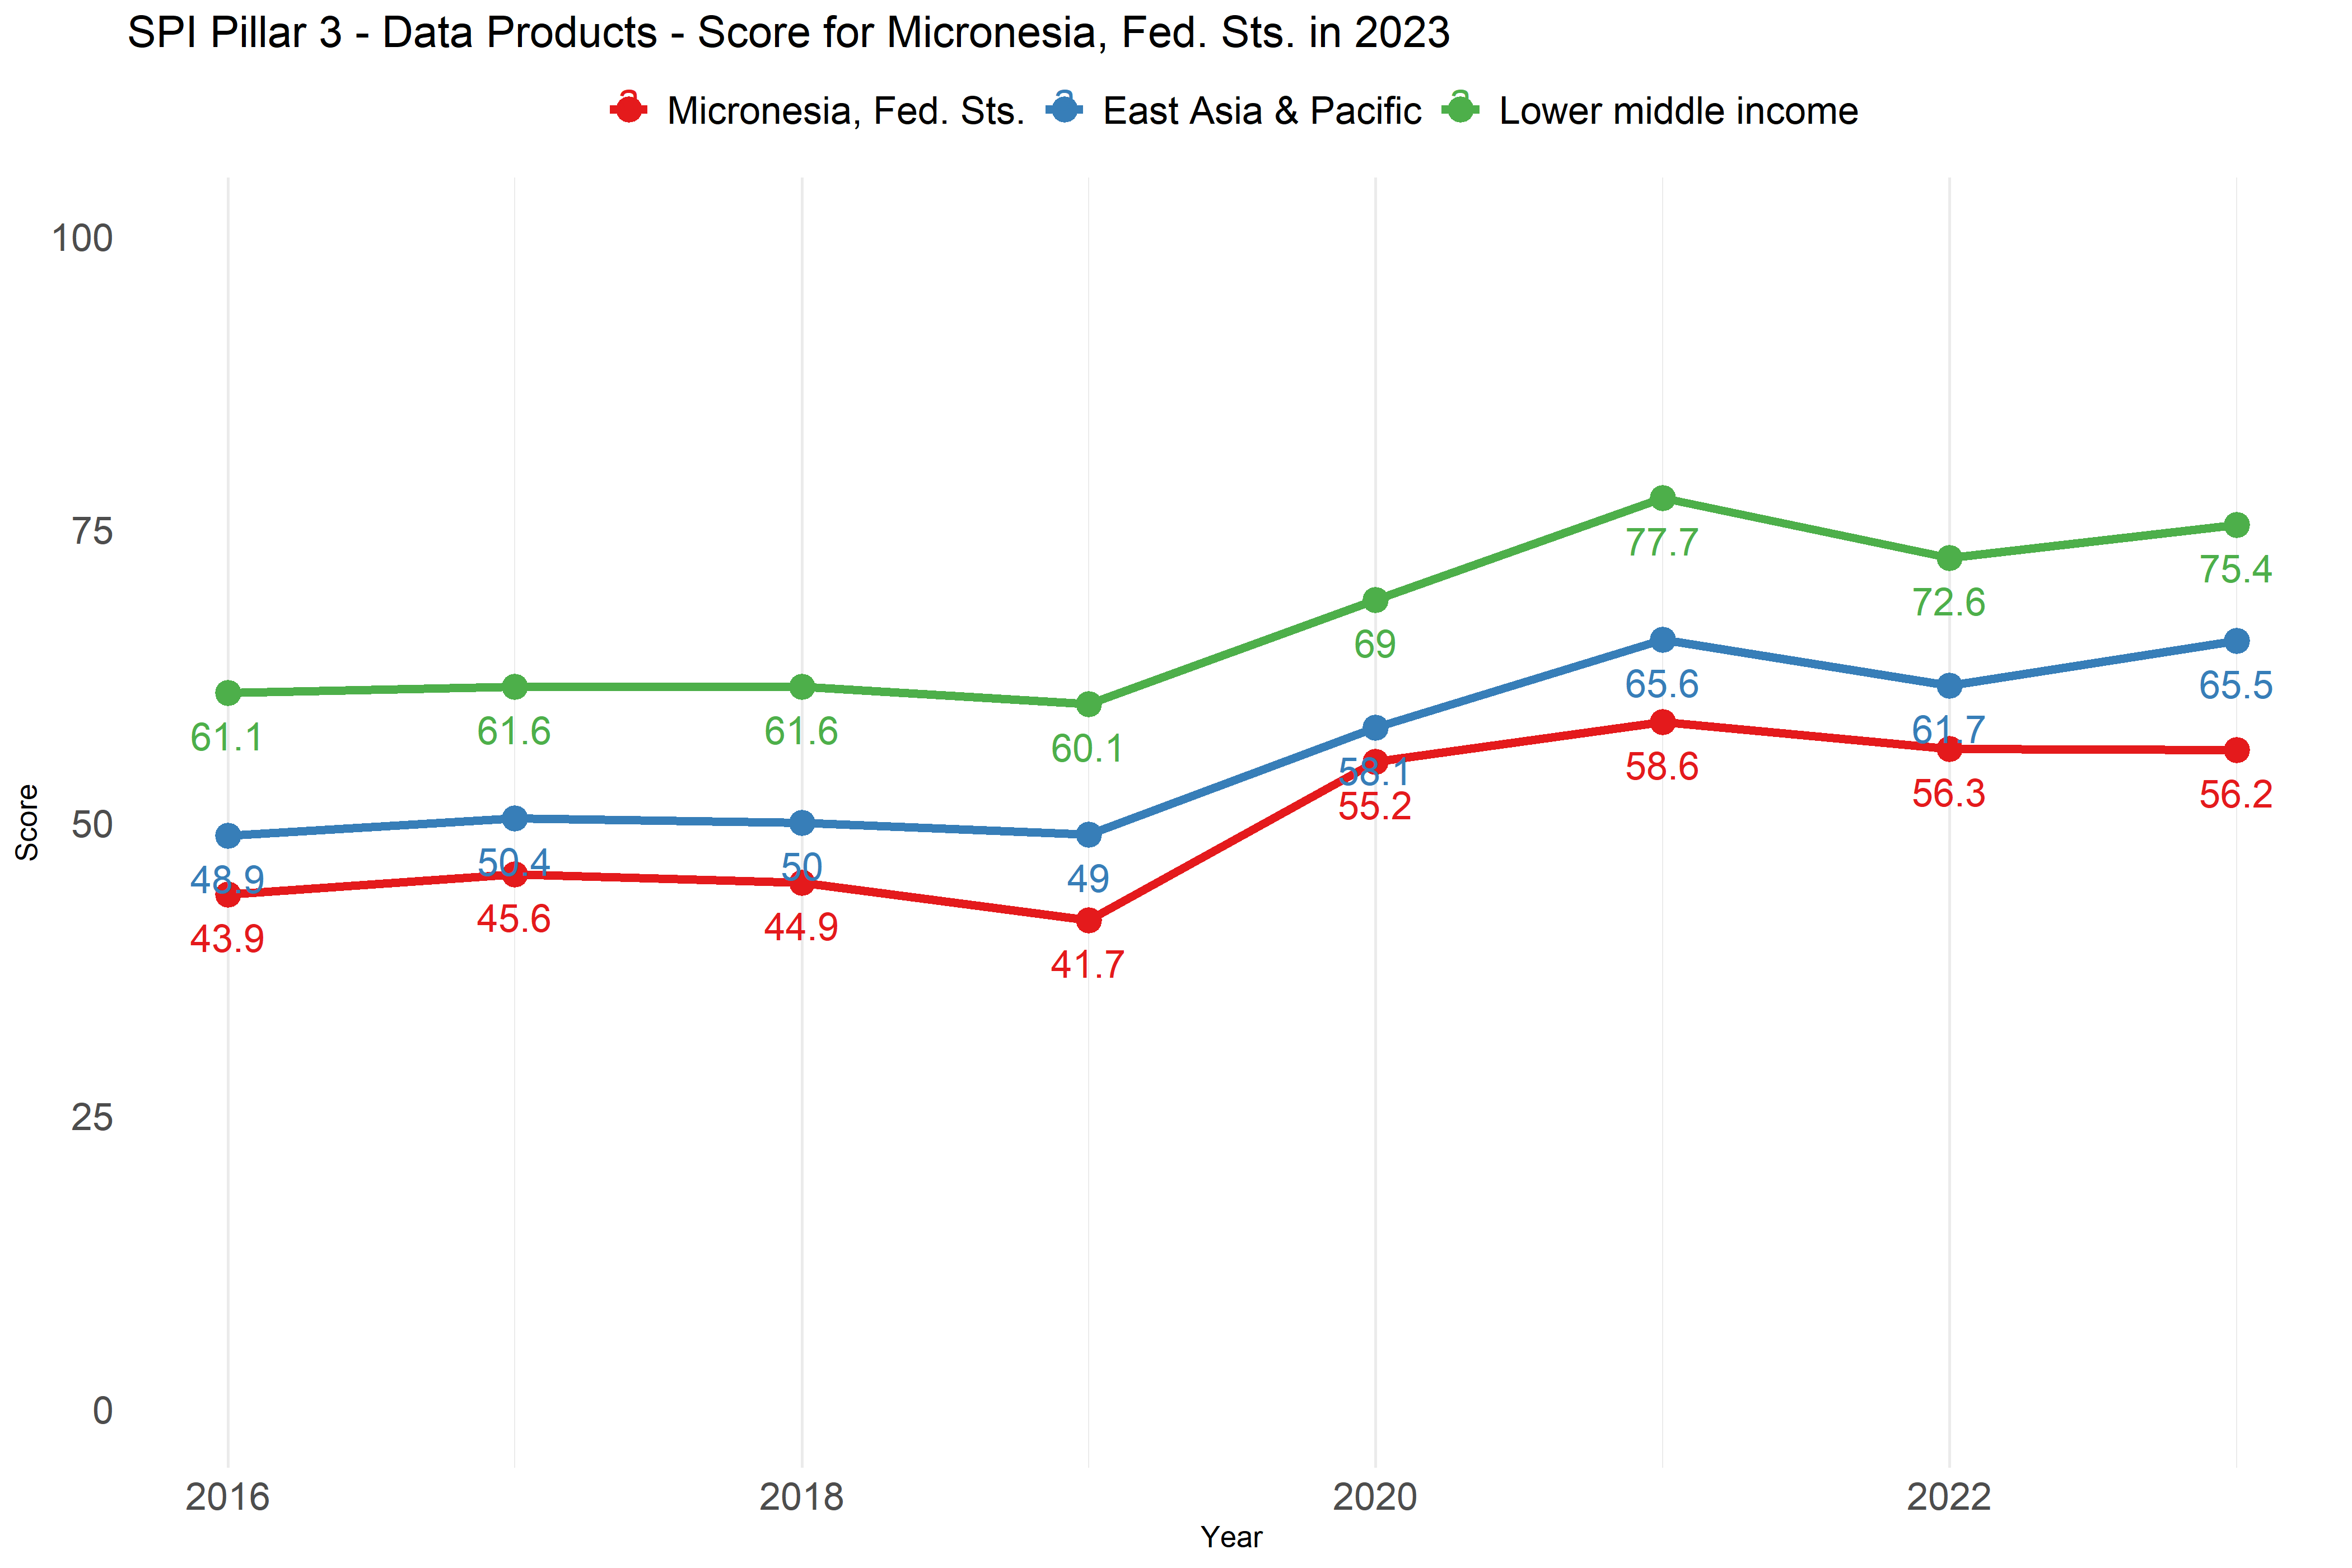 SPI Pillar 3 - Data Products - Score for Micronesia, Fed. Sts. in 2023
Micronesia, Fed. Sts. East Asia & Pacific Lower middle income
100
75
50
25
0
Score
77.7
75.4
72.6
69
61.1 61.6 61.6 60.1
65.6 65.5
61.7
58.1
48.9 50.4 50 49
58.6
56.3 56.2
55.2
43.9 45.6 44.9 41.7
2016 2018 2020 2022
Year